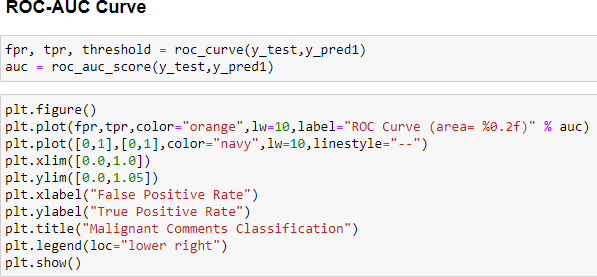 ROC-AUC Curve
fpr, tpr, threshold = roc_curve(y_test,y_pred1)
auc = roc_auc_score(y_test,y_pred1)
plt.figure()
plt.plot(fpr,tpr,color="orange",lw=10,label="ROC Curve (area= %0.2f)" % auc)
plt.plot([0,1],[0,1],color="navy",lw=10,linestyle="--")
plt.xlim([0.0,1.0])
plt.ylim([0.0,1.05])
plt.xlabel("False Positive Rate")
plt.ylabel("True Positive Rate")
plt.title("Malignant Comments Classification")
plt.legend(loc="lower right")
plt.show()